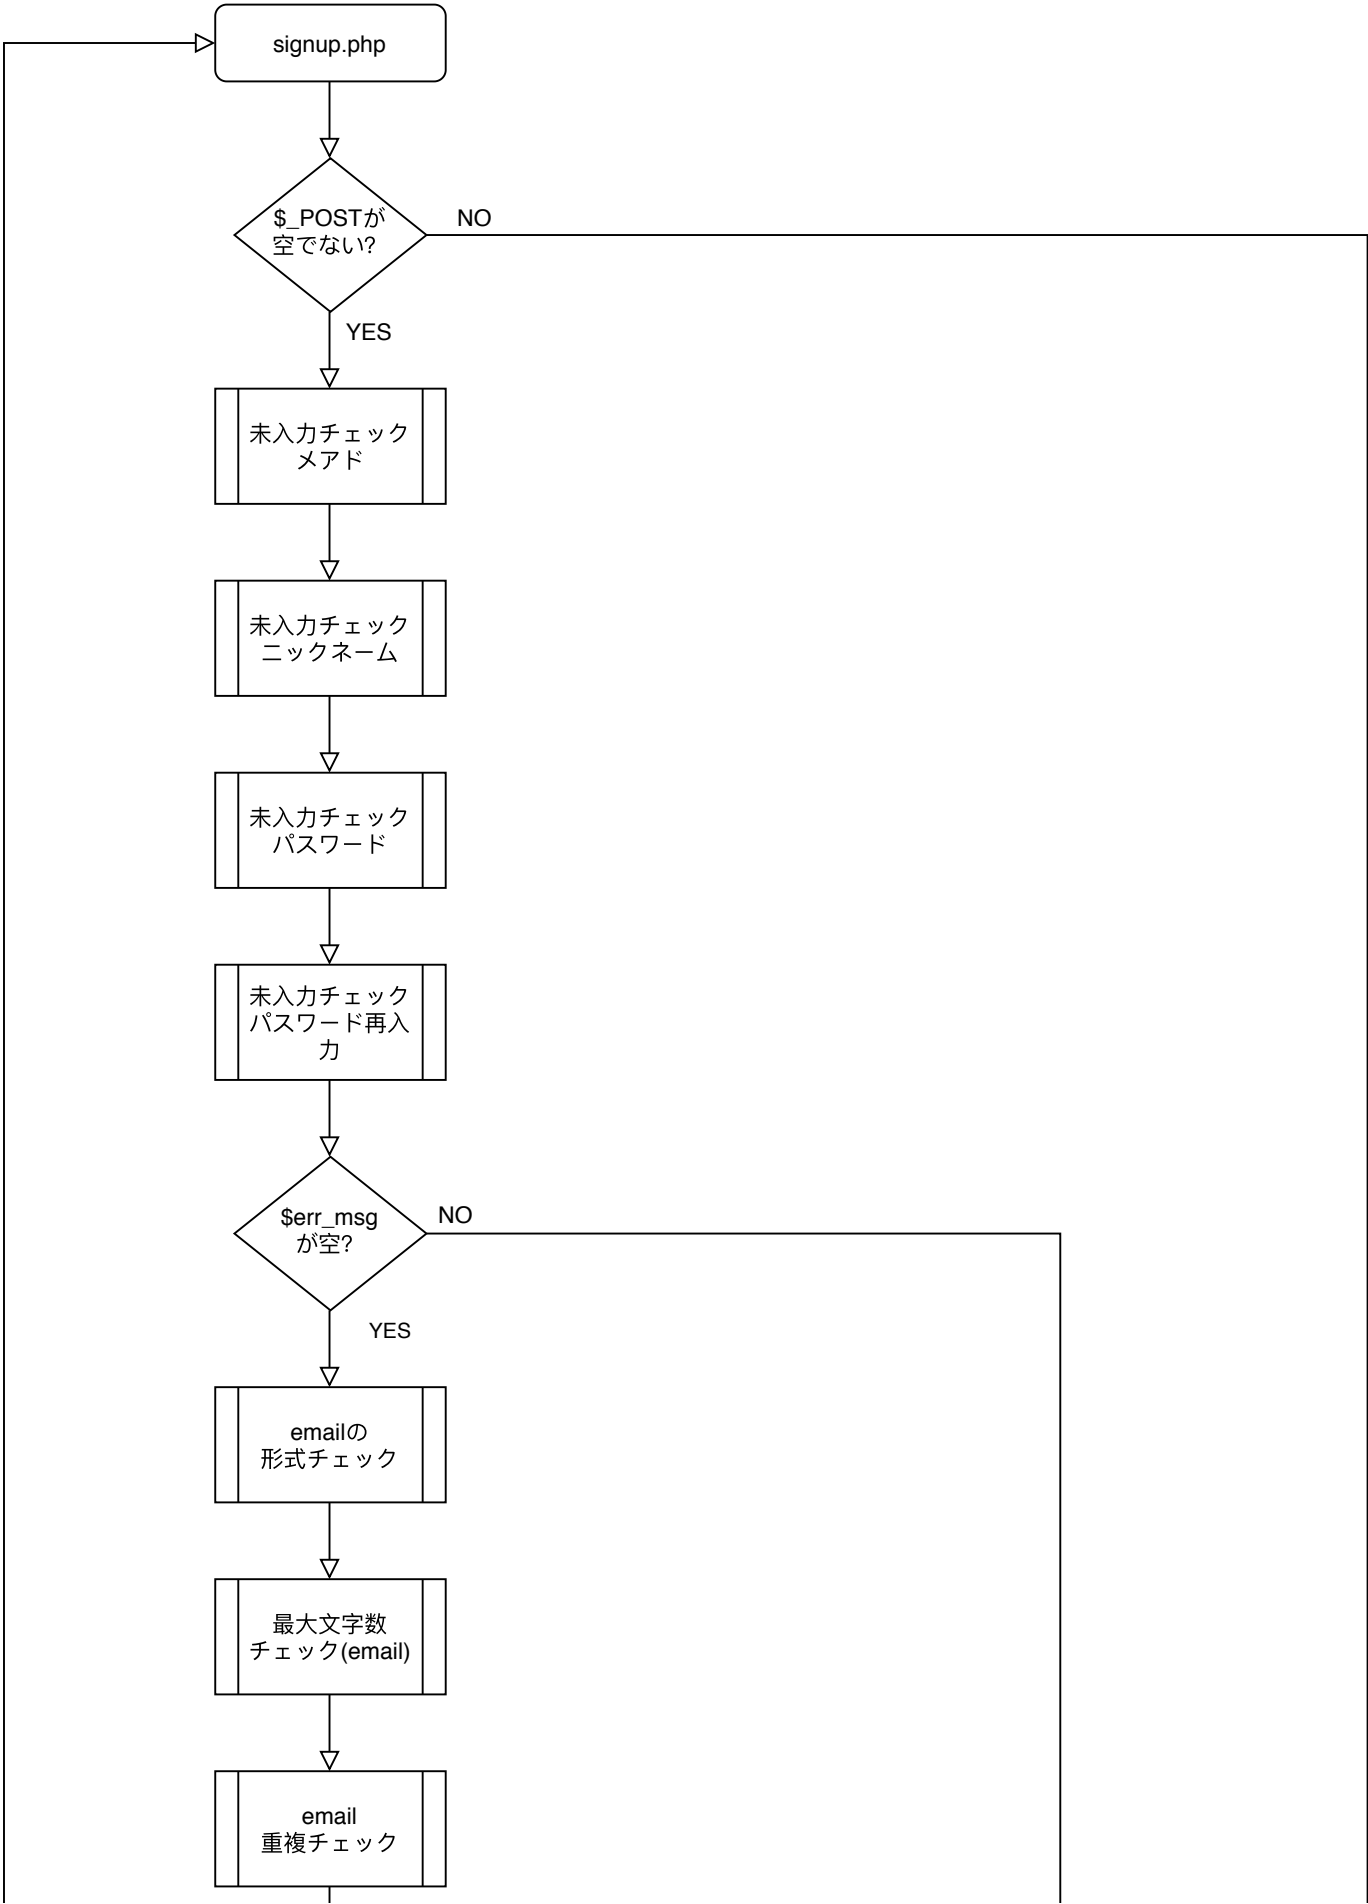 signup.php
$_POSTが
空でない?
NO
YES
未入力チェック
メアド
未入力チェック
ニックネーム
未入力チェック
パスワード
未入力チェック
パスワード再入
力
$err_msg
が空?
NO
YES
emailの
形式チェック
最大文字数
チェック(email)
email
重複チェック